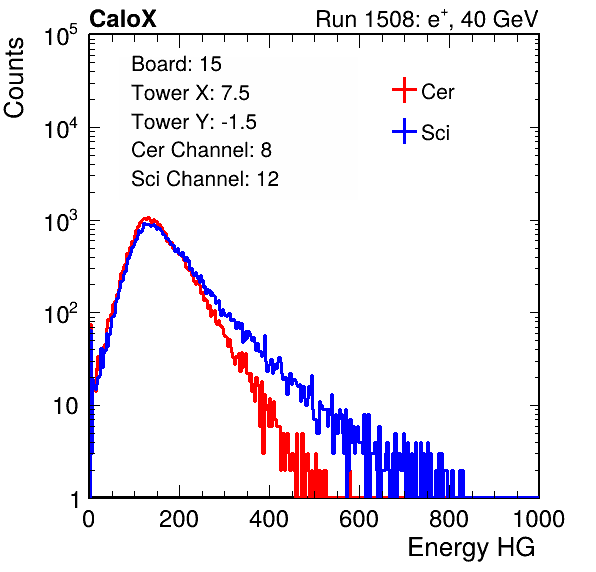 CaloX Run 1508: e⁺, 40 GeV
Counts
10⁵
10⁴
10³
10²
10
1
Board: 15
Tower X: 7.5
Tower Y: -1.5
Cer Channel: 8
Sci Channel: 12
Cer
Sci
0 200 400 600 800 1000
Energy HG